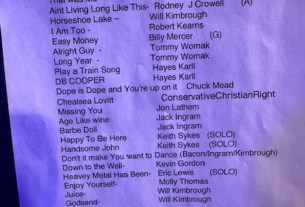 Aint Living Long Like This- Rodney J Crowell (A)
Horseshoe Lake – Will Kimbrough
I Am Too - Robert Kearns
Easy Money Billy Mercer (G)
Alright Guy - Tommy Womak
Long Year - Tommy Womak
Play a Train Song Hayes Karll
DB COOPER Hayes Karll
Dope is Dope and You're up on it Chuck Mead
ConservativeChristianRight
Chealsea Lovitt Jon Lathem
Missing You Jack Ingram
Age Like wine Jack Ingram
Barbe Doll
Happy To Be Here Keith Sykes (SOLO)
Handsome John Keith Sykes (SOLO)
Don't it make You want to Dance (Bacon/Ingram/Kimbrough)
Down to the Well- Kevin Gordon
Heavery Metal Has Been- Eric Lewis (SOLO)
Enjoy Yourself- Molly Thomas
Juice- Will Kimbrough
Godsend- Will Kimbrough